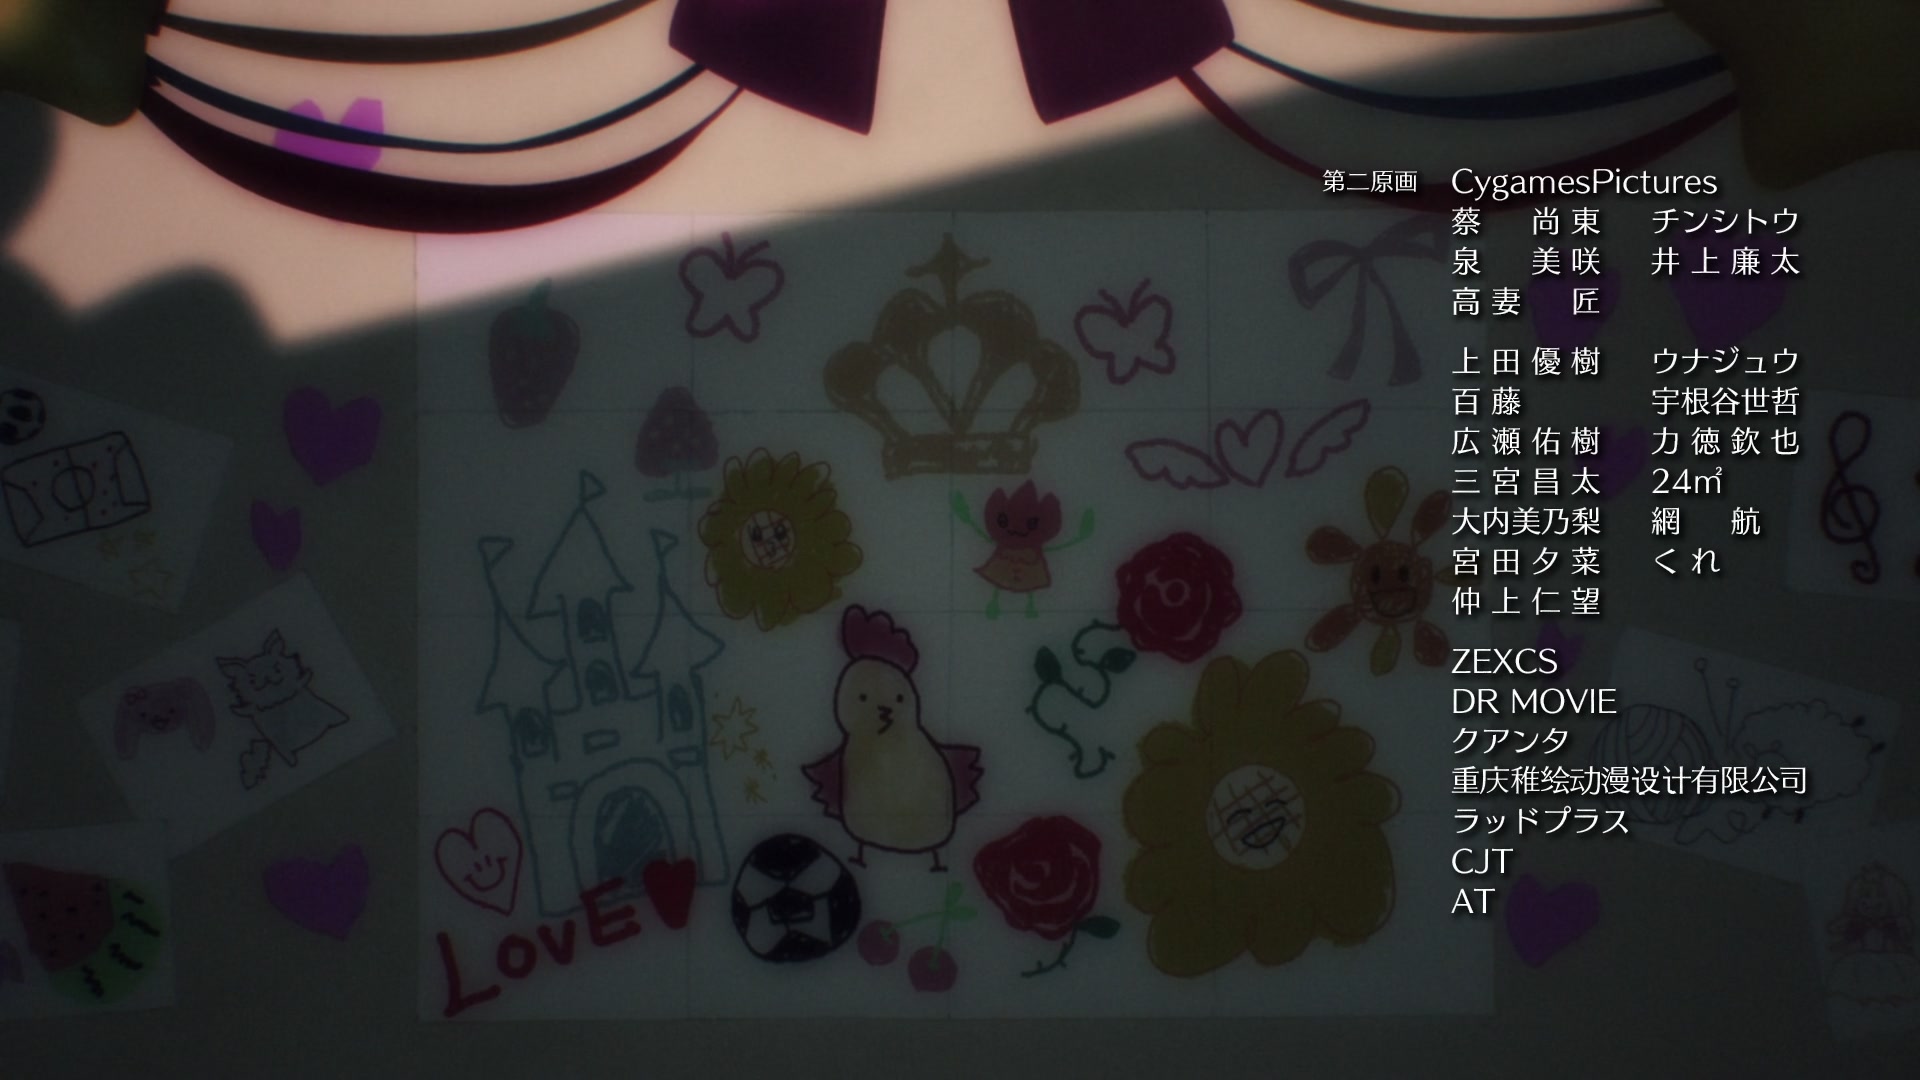 第二原画 CygamesPictures
蔡尚東 チンシトウ
泉美咲 井上廉太
高妻匠
上田優樹 ウナジュウ
百藤 宇根谷世哲
広瀬佑樹 力徳欽也
三宮昌太 24㎡
大内美乃梨 網航
宮田夕菜 くれ
仲上仁望
ZEXCS
DR MOVIE
クアンタ
重庆稚绘动漫设计有限公司
ラッドプラス
CJT
AT
LOVE